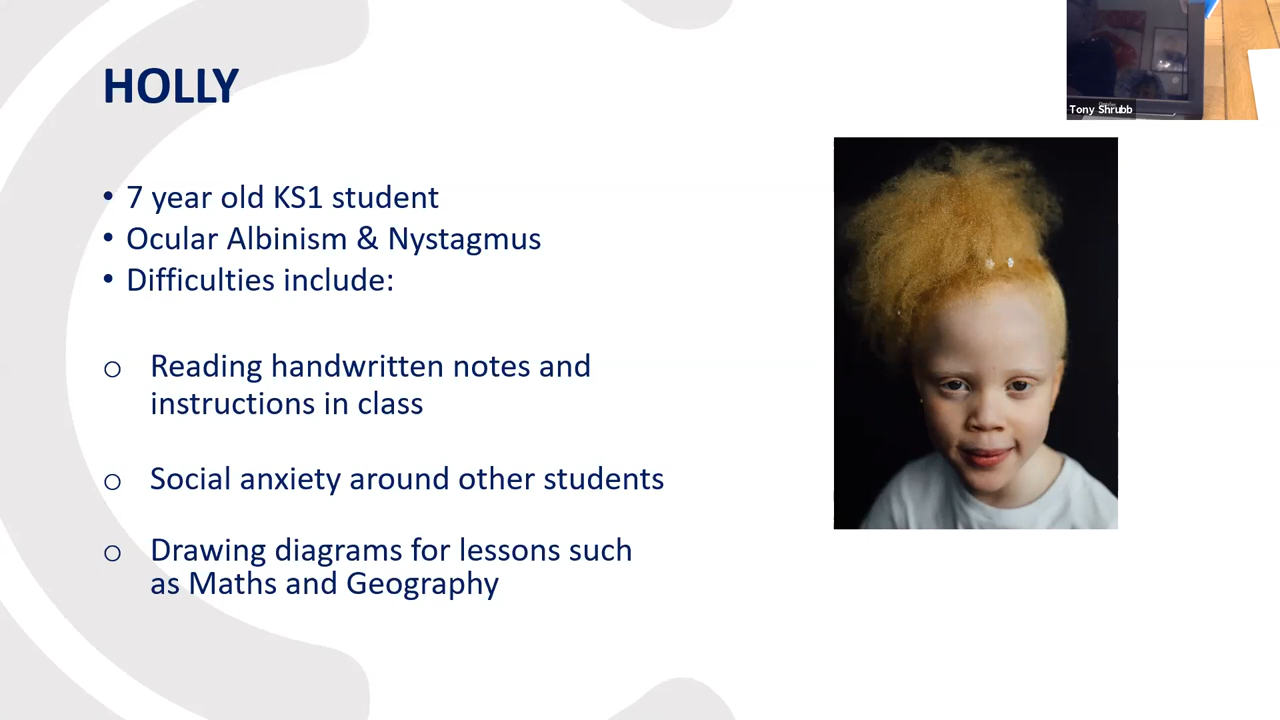 HOLLY
Tony Shrubb
• 7 year old KS1 student
• Ocular Albinism & Nystagmus
• Difficulties include:
o Reading handwritten notes and
instructions in class
o Social anxiety around other students
o Drawing diagrams for lessons such
as Maths and Geography